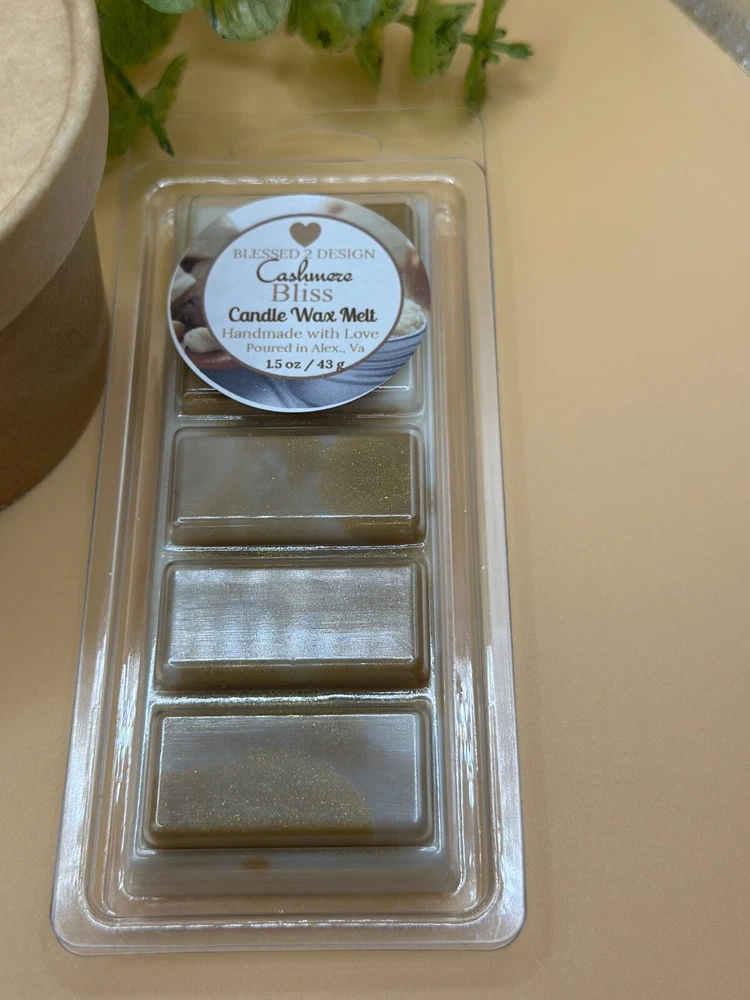 BLESSED 2 DESIGN
Cashmere
Bliss
Candle Wax Melt
Handmade with Love
Poured in Alex., Va
1.5 oz / 43 g